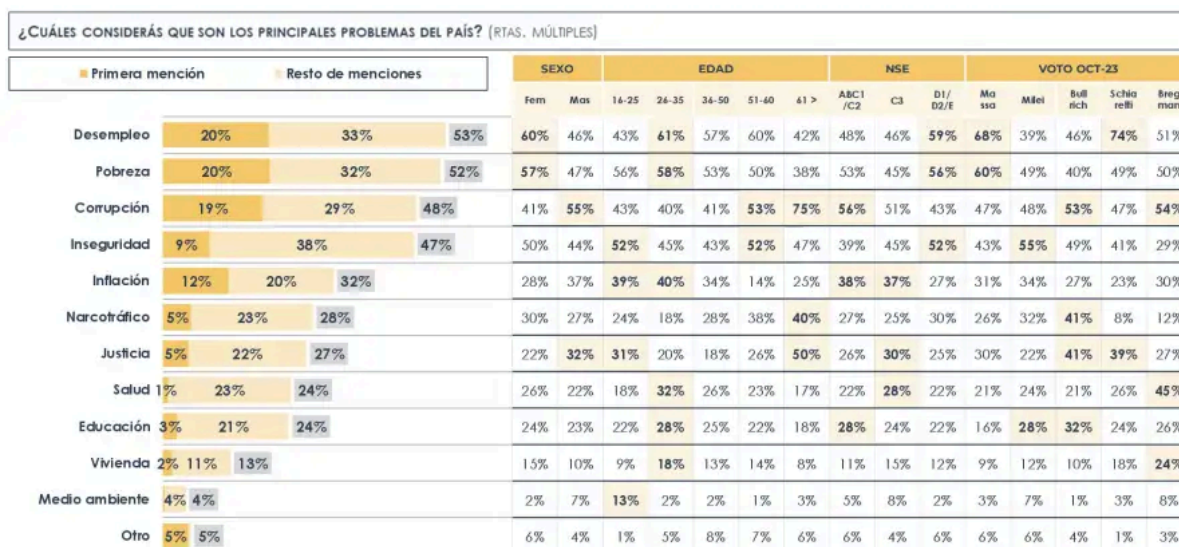 ¿CUÁLES CONSIDERÁS QUE SON LOS PRINCIPALES PROBLEMAS DEL PAÍS? (RTAS. MÚLTIPLES)
Primera mención Resto de menciones
SEXO EDAD NSE VOTO OCT-23
Fem Mas 16-25 26-35 36-50 51-60 61 > ABC1 /C2 C3 D1/ D2/E Ma ssa Milei Bull rich Schia retti Breg man
Desempleo 20% 33% 53% 60% 46% 43% 61% 57% 60% 42% 48% 46% 59% 68% 39% 46% 74% 51%
Pobreza 20% 32% 52% 57% 47% 56% 58% 53% 50% 38% 53% 45% 56% 60% 49% 40% 49% 50%
Corrupción 19% 29% 48% 41% 55% 43% 40% 41% 53% 75% 56% 51% 43% 47% 48% 53% 47% 54%
Inseguridad 9% 38% 47% 50% 44% 52% 45% 43% 52% 47% 39% 45% 52% 43% 55% 49% 41% 29%
Inflación 12% 20% 32% 28% 37% 39% 40% 34% 14% 25% 38% 37% 27% 31% 34% 27% 23% 30%
Narcotráfico 5% 23% 28% 30% 27% 24% 18% 28% 38% 40% 27% 25% 30% 26% 32% 41% 8% 12%
Justicia 5% 22% 27% 22% 32% 31% 20% 18% 26% 50% 26% 30% 25% 30% 22% 41% 39% 27%
Salud 1% 23% 24% 26% 22% 18% 32% 26% 23% 17% 22% 28% 22% 21% 24% 21% 26% 45%
Educación 3% 21% 24% 24% 23% 22% 28% 25% 22% 18% 28% 24% 22% 16% 28% 32% 24% 26%
Vivienda 2% 11% 13% 15% 10% 9% 18% 13% 14% 8% 11% 15% 12% 9% 12% 10% 18% 24%
Medio ambiente 4% 4% 2% 7% 13% 2% 2% 1% 3% 5% 8% 2% 3% 7% 1% 3% 8%
Otro 5% 5% 6% 4% 1% 5% 8% 7% 6% 6% 4% 6% 6% 6% 4% 1% 3%